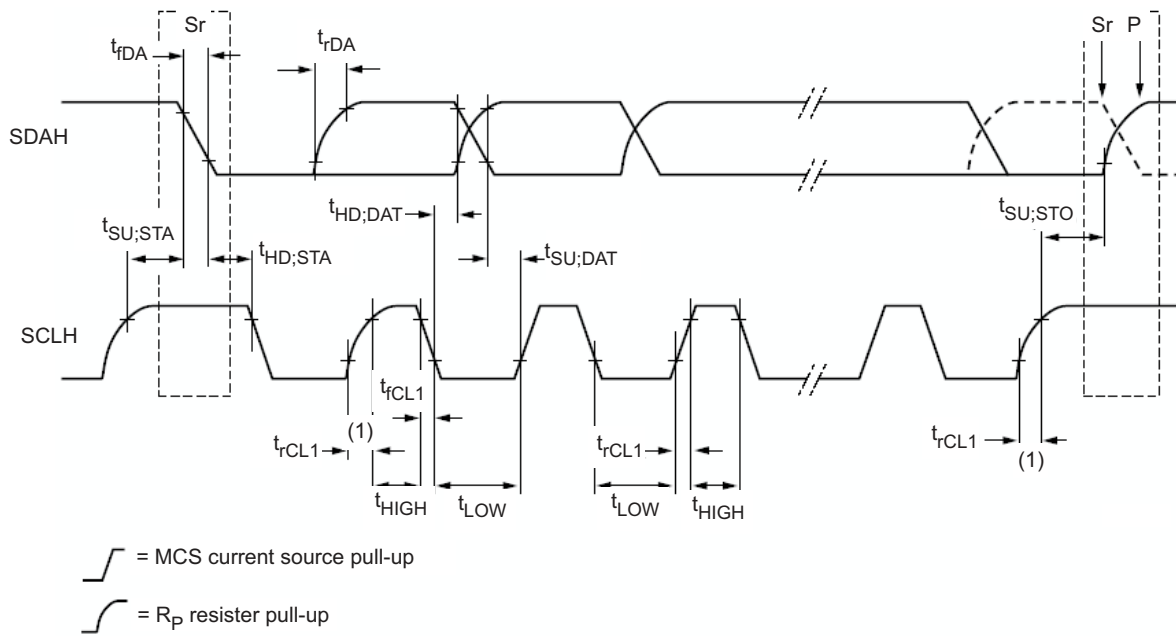 Sr
Sr P
tfDA
trDA
SDAH
tHD;DAT
tSU;STO
tSU;STA
tHD;STA
tSU;DAT
SCLH
tfCL1
(1)
trCL1
trCL1
trCL1
(1)
tHIGH
tLOW
tLOW
tHIGH
= MCS current source pull-up
= RP resister pull-up